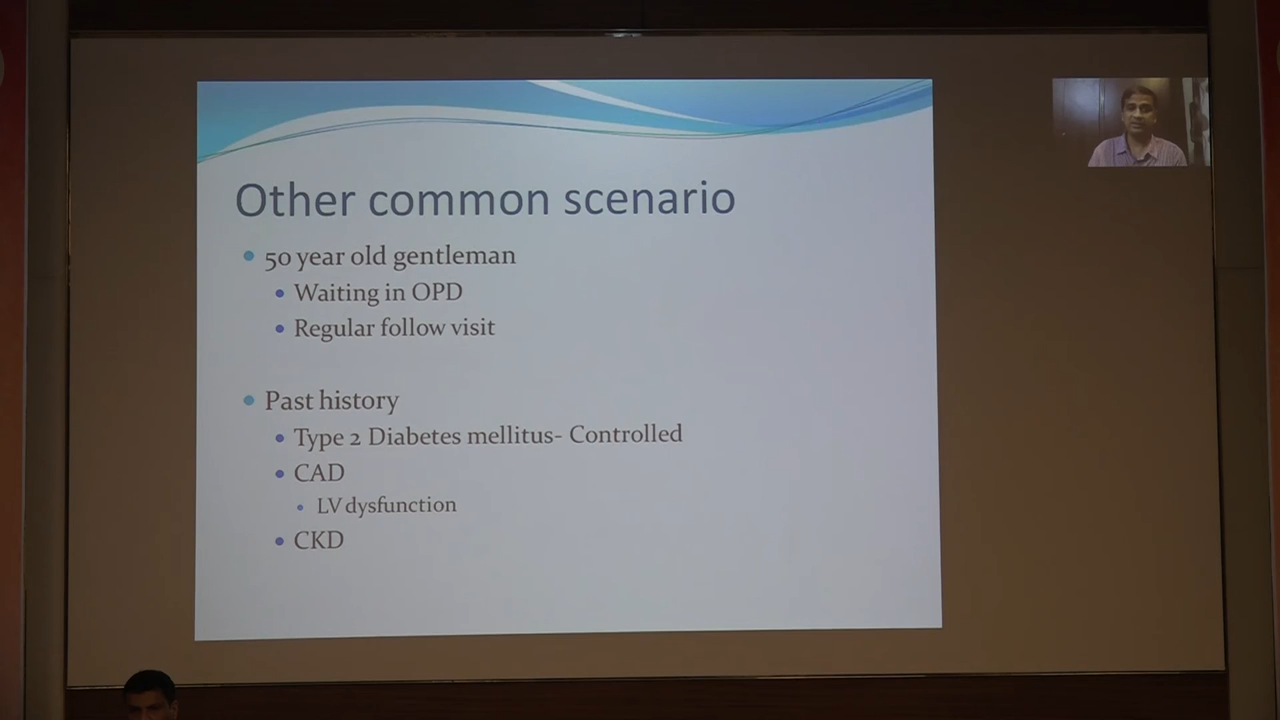 Other common scenario
50 year old gentleman
Waiting in OPD
Regular follow visit
Past history
Type 2 Diabetes mellitus- Controlled
CAD
LV dysfunction
CKD